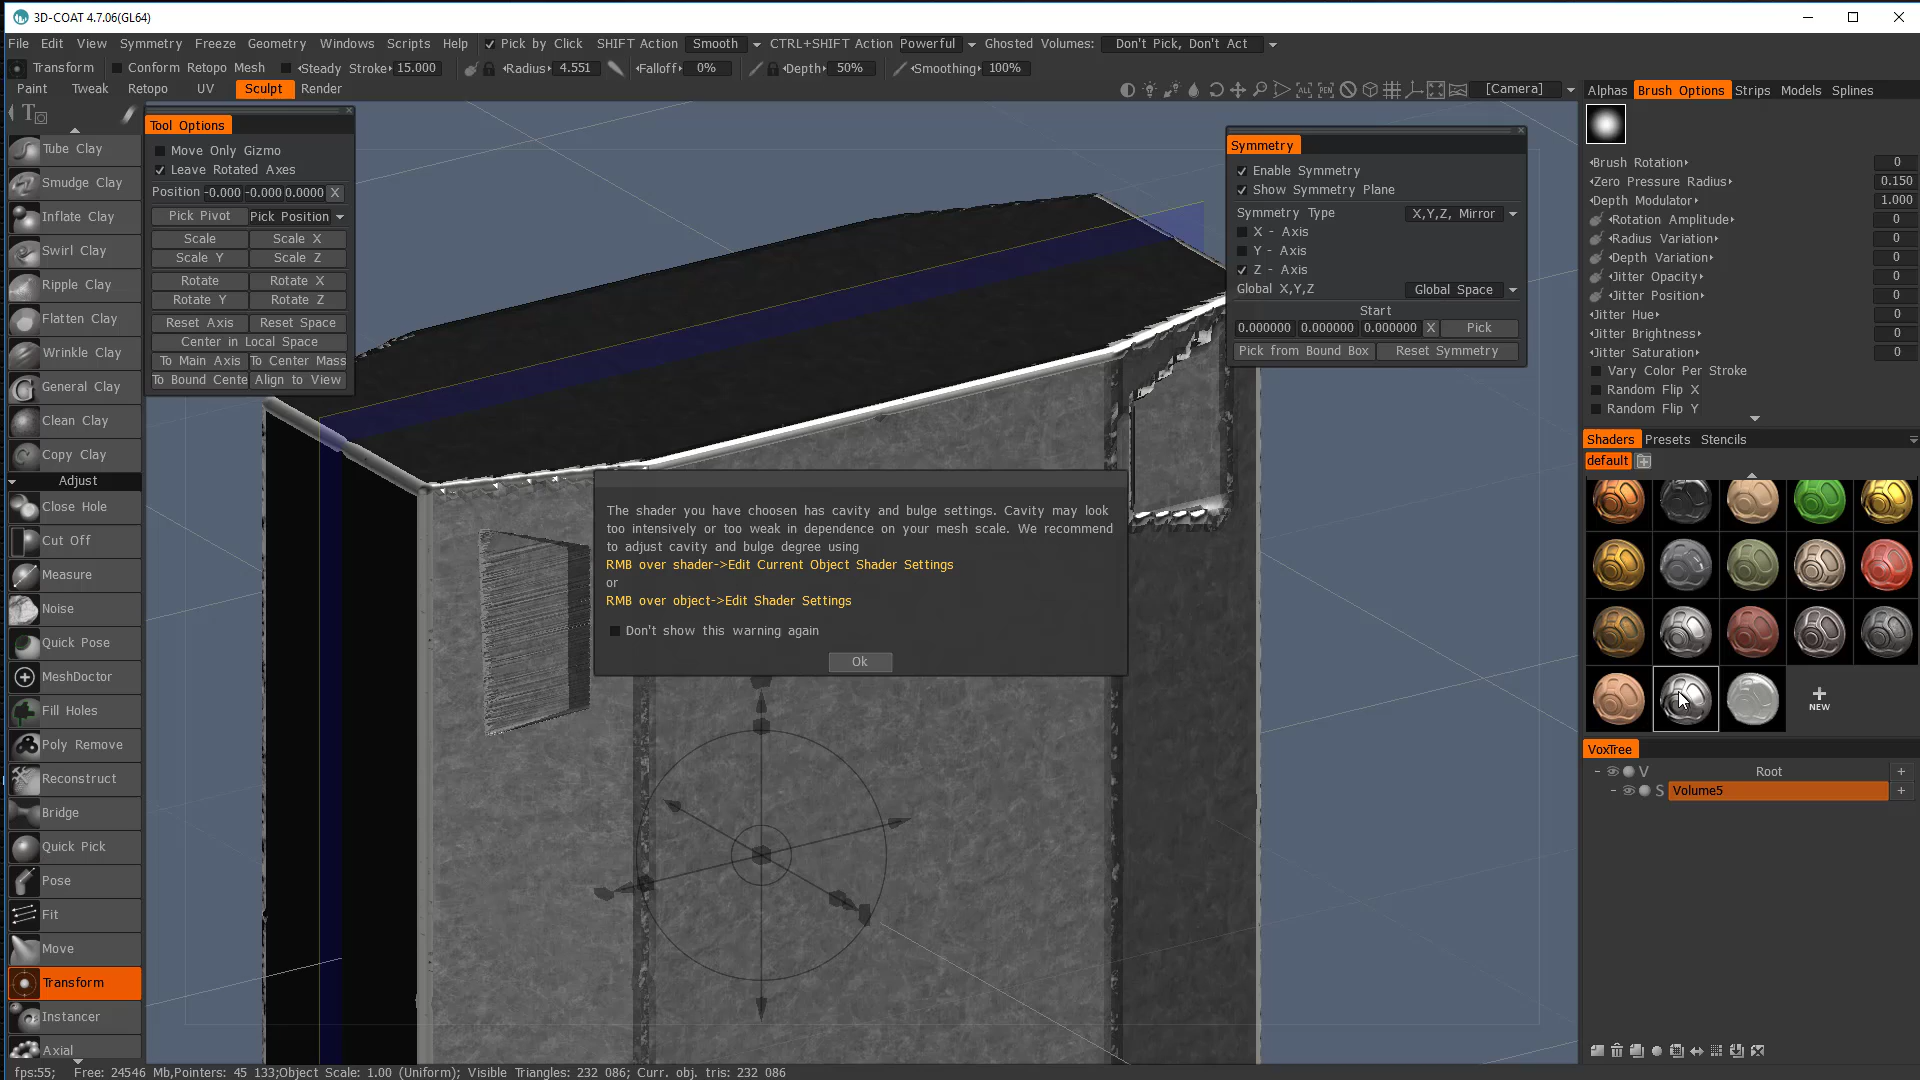 3D-COAT 4.7.06(GL64)
File Edit View Symmetry Freeze Geometry Windows Scripts Help Pick by Click SHIFT Action Smooth CTRL+SHIFT Action Powerful Ghosted Volumes: Don't Pick, Don't Act
Transform Conform Retopo Mesh Steady Stroke 15.000 Radius 4.551 Falloff 0% Depth 50% Smoothing 100%
Paint Tweak Retopo UV Sculpt Render [Camera]
Tube Clay
Smudge Clay
Inflate Clay
Swirl Clay
Ripple Clay
Flatten Clay
Wrinkle Clay
General Clay
Clean Clay
Copy Clay
Adjust
Close Hole
Cut Off
Measure
Noise
Quick Pose
MeshDoctor
Fill Holes
Poly Remove
Reconstruct
Bridge
Quick Pick
Pose
Fit
Move
Transform
Instancer
Axial
Tool Options
Move Only Gizmo
Leave Rotated Axes
Position -0.000 -0.000 0.0000 X
Pick Pivot Pick Position
Scale Scale X
Scale Y Scale Z
Rotate Rotate X
Rotate Y Rotate Z
Reset Axis Reset Space
Center in Local Space
To Main Axis To Center Mass
To Bound Cente Align to View
The shader you have choosen has cavity and bulge settings. Cavity may look
too intensively or too weak in dependence on your mesh scale. We recommend
to adjust cavity and bulge degree using
RMB over shader->Edit Current Object Shader Settings
or
RMB over object->Edit Shader Settings
Don't show this warning again
Ok
Symmetry
Enable Symmetry
Show Symmetry Plane
Symmetry Type X,Y,Z, Mirror
X - Axis
Y - Axis
Z - Axis
Global X,Y,Z Global Space
Start
0.000000 0.000000 0.000000 X Pick
Pick from Bound Box Reset Symmetry
Alphas Brush Options Strips Models Splines
Brush Rotation 0
Zero Pressure Radius 0.150
Depth Modulator 1.000
Rotation Amplitude 0
Radius Variation 0
Depth Variation 0
Jitter Opacity 0
Jitter Position 0
Jitter Hue 0
Jitter Brightness 0
Jitter Saturation 0
Vary Color Per Stroke
Random Flip X
Random Flip Y
Shaders Presets Stencils
default
NEW
VoxTree
V Root
S Volume5
fps:55; Free: 24546 Mb,Pointers: 45 133;Object Scale: 1.00 (Uniform); Visible Triangles: 232 086; Curr. obj. tris: 232 086